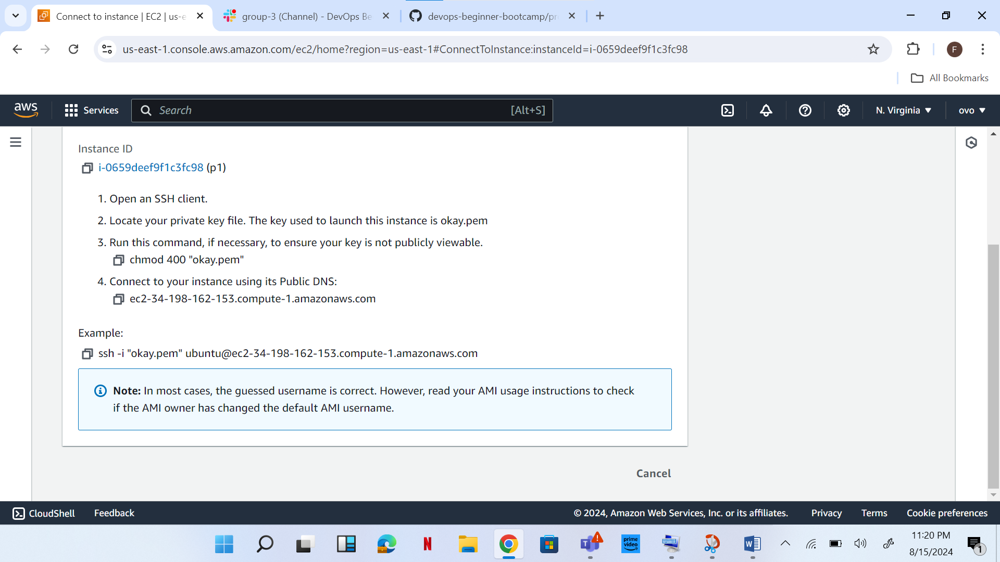 Connect to instance | EC2 | us-e
group-3 (Channel) - DevOps Be
devops-beginner-bootcamp/pr
us-east-1.console.aws.amazon.com/ec2/home?region=us-east-1#ConnectToInstance:instanceId=i-0659deef9f1c3fc98
F
All Bookmarks
aws
Services
Search
[Alt+S]
N. Virginia
ovo
Instance ID
i-0659deef9f1c3fc98 (p1)
1. Open an SSH client.
2. Locate your private key file. The key used to launch this instance is okay.pem
3. Run this command, if necessary, to ensure your key is not publicly viewable.
chmod 400 "okay.pem"
4. Connect to your instance using its Public DNS:
ec2-34-198-162-153.compute-1.amazonaws.com
Example:
ssh -i "okay.pem" ubuntu@ec2-34-198-162-153.compute-1.amazonaws.com
Note: In most cases, the guessed username is correct. However, read your AMI usage instructions to check
if the AMI owner has changed the default AMI username.
Cancel
CloudShell
Feedback
© 2024, Amazon Web Services, Inc. or its affiliates.
Privacy
Terms
Cookie preferences
N
T
prime
video
W
11:20 PM
8/15/2024
1